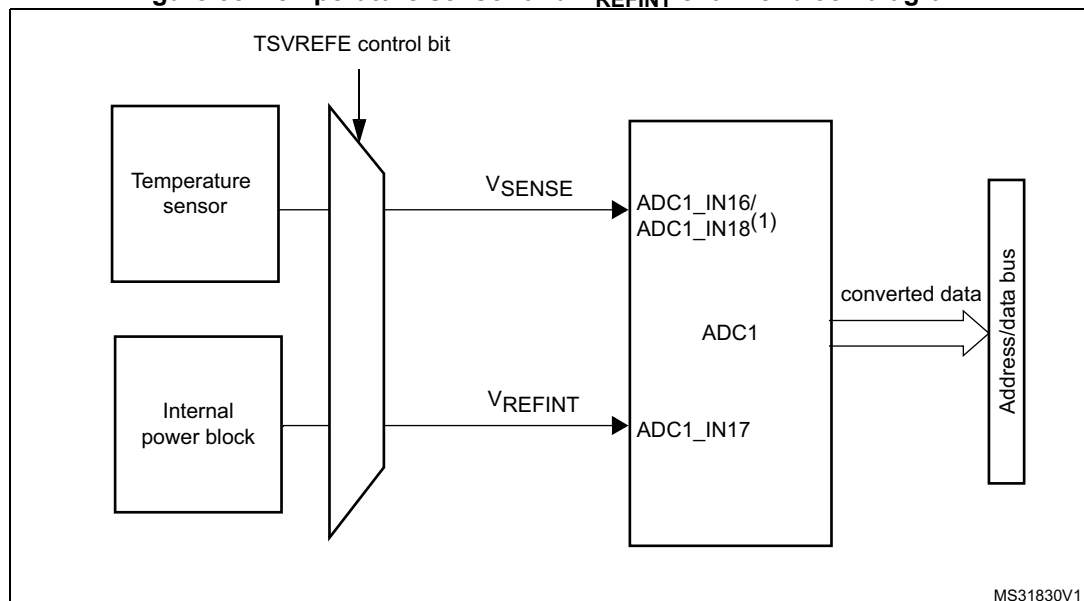 REFINT
TSVREFE control bit
Temperature
sensor
VSENSE
ADC1_IN16/
ADC1_IN18(1)
converted data
Address/data bus
ADC1
Internal
power block
VREFINT
ADC1_IN17
MS31830V1